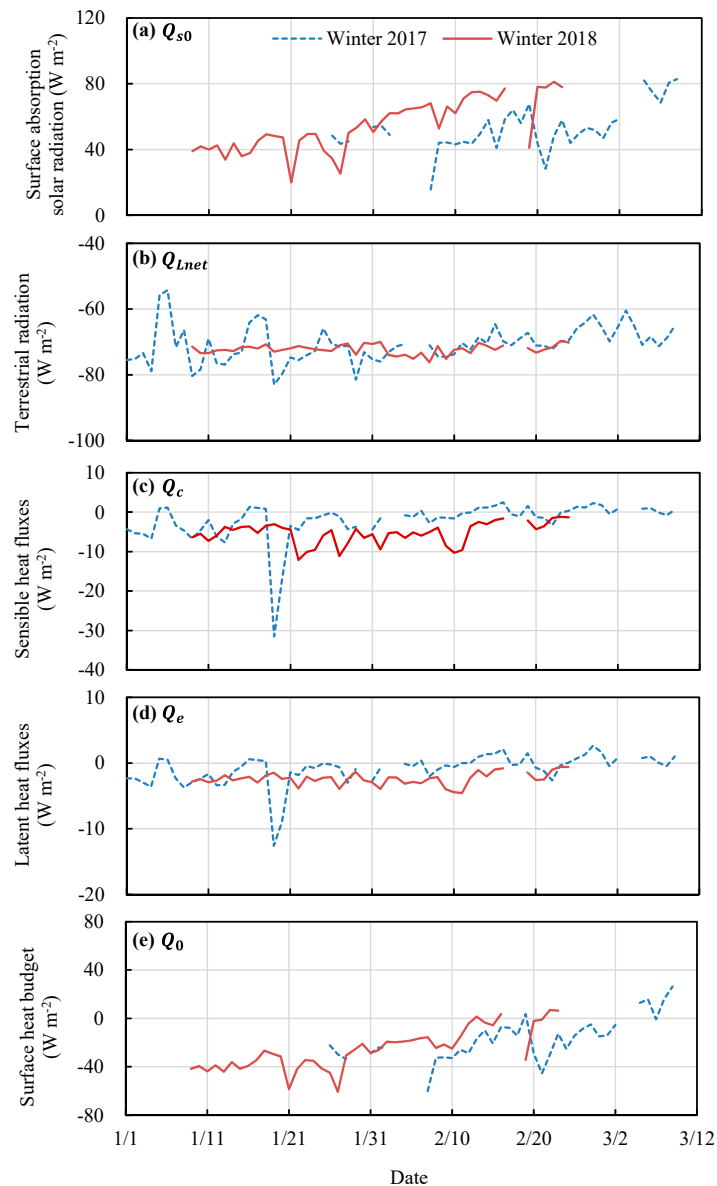 (a) Qs0
Winter 2017
Winter 2018
Surface absorption
solar radiation (W m-2)
120
80
40
0
(b) QLnet
Terrestrial radiation
(W m-2)
-40
-60
-80
-100
(c) Qc
Sensible heat fluxes
(W m-2)
10
0
-10
-20
-30
-40
(d) Qe
Latent heat fluxes
(W m-2)
10
0
-10
-20
(e) Q0
Surface heat budget
(W m-2)
80
40
0
-40
-80
1/1 1/11 1/21 1/31 2/10 2/20 3/2 3/12
Date